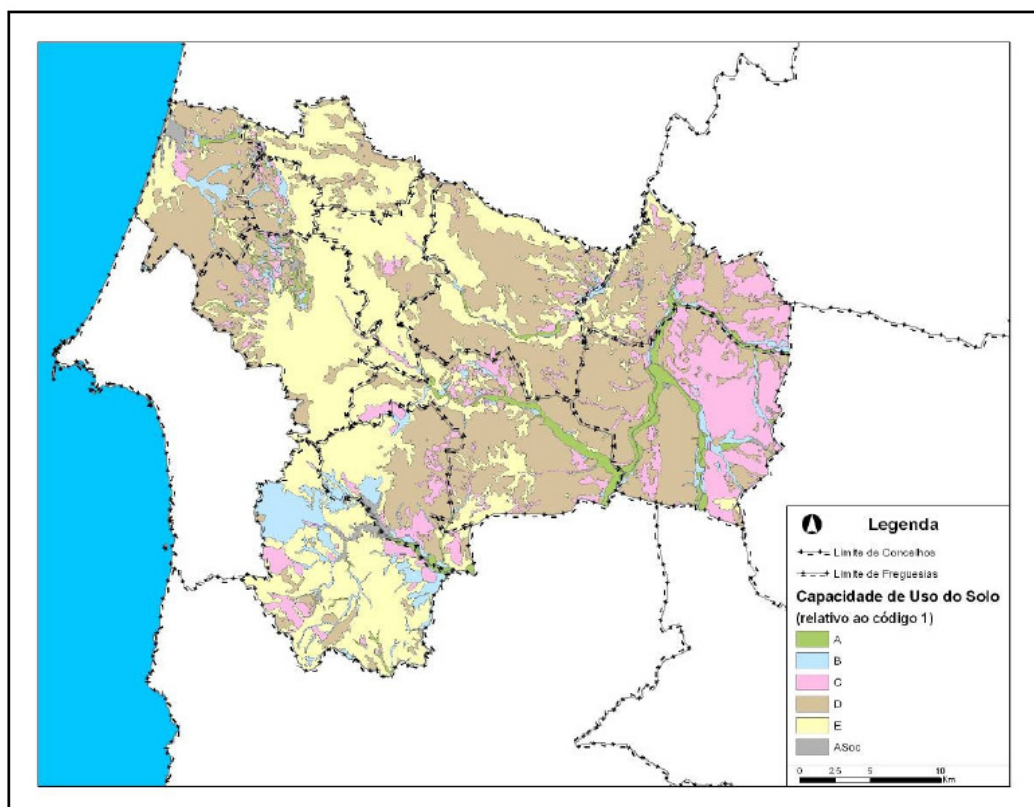 Legenda
Limite de Concelhos
Limite de Freguesias
Capacidade de Uso do Solo
(relativo ao código 1)
A
B
C
D
E
ASoc
0 2.5 5 10
Km